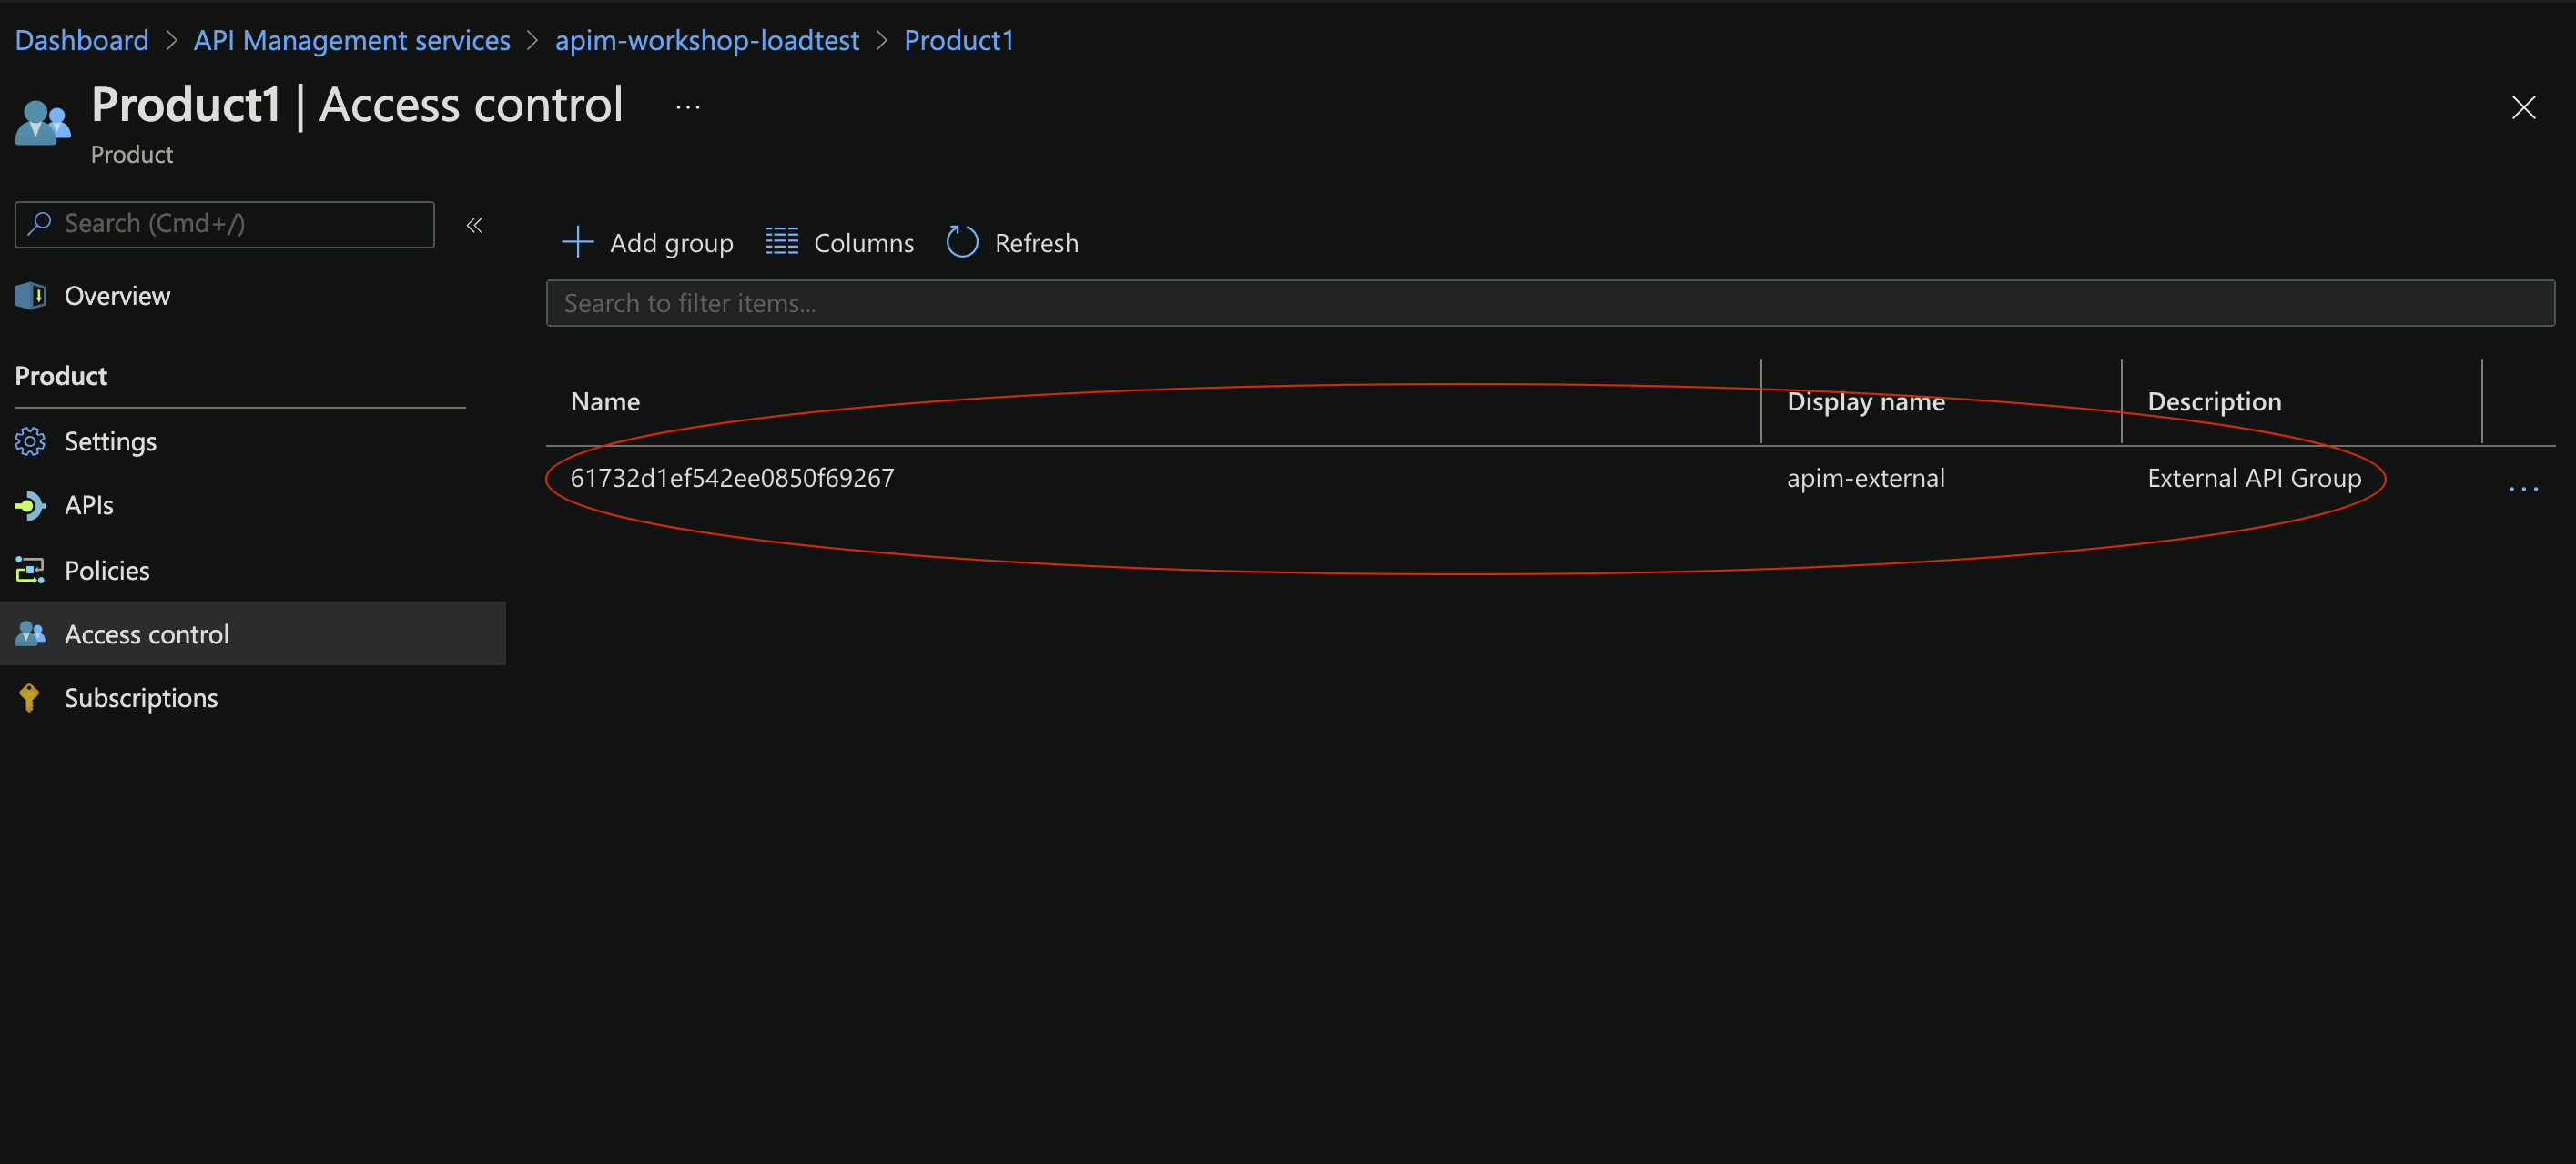 Dashboard > API Management services > apim-workshop-loadtest > Product1
Product1 | Access control ...
Product
Search (Cmd+/) «
Overview
Product
Settings
APIs
Policies
Access control
Subscriptions
Add group Columns Refresh
Search to filter items...
Name Display name Description
61732d1ef542ee0850f69267 apim-external External API Group ...